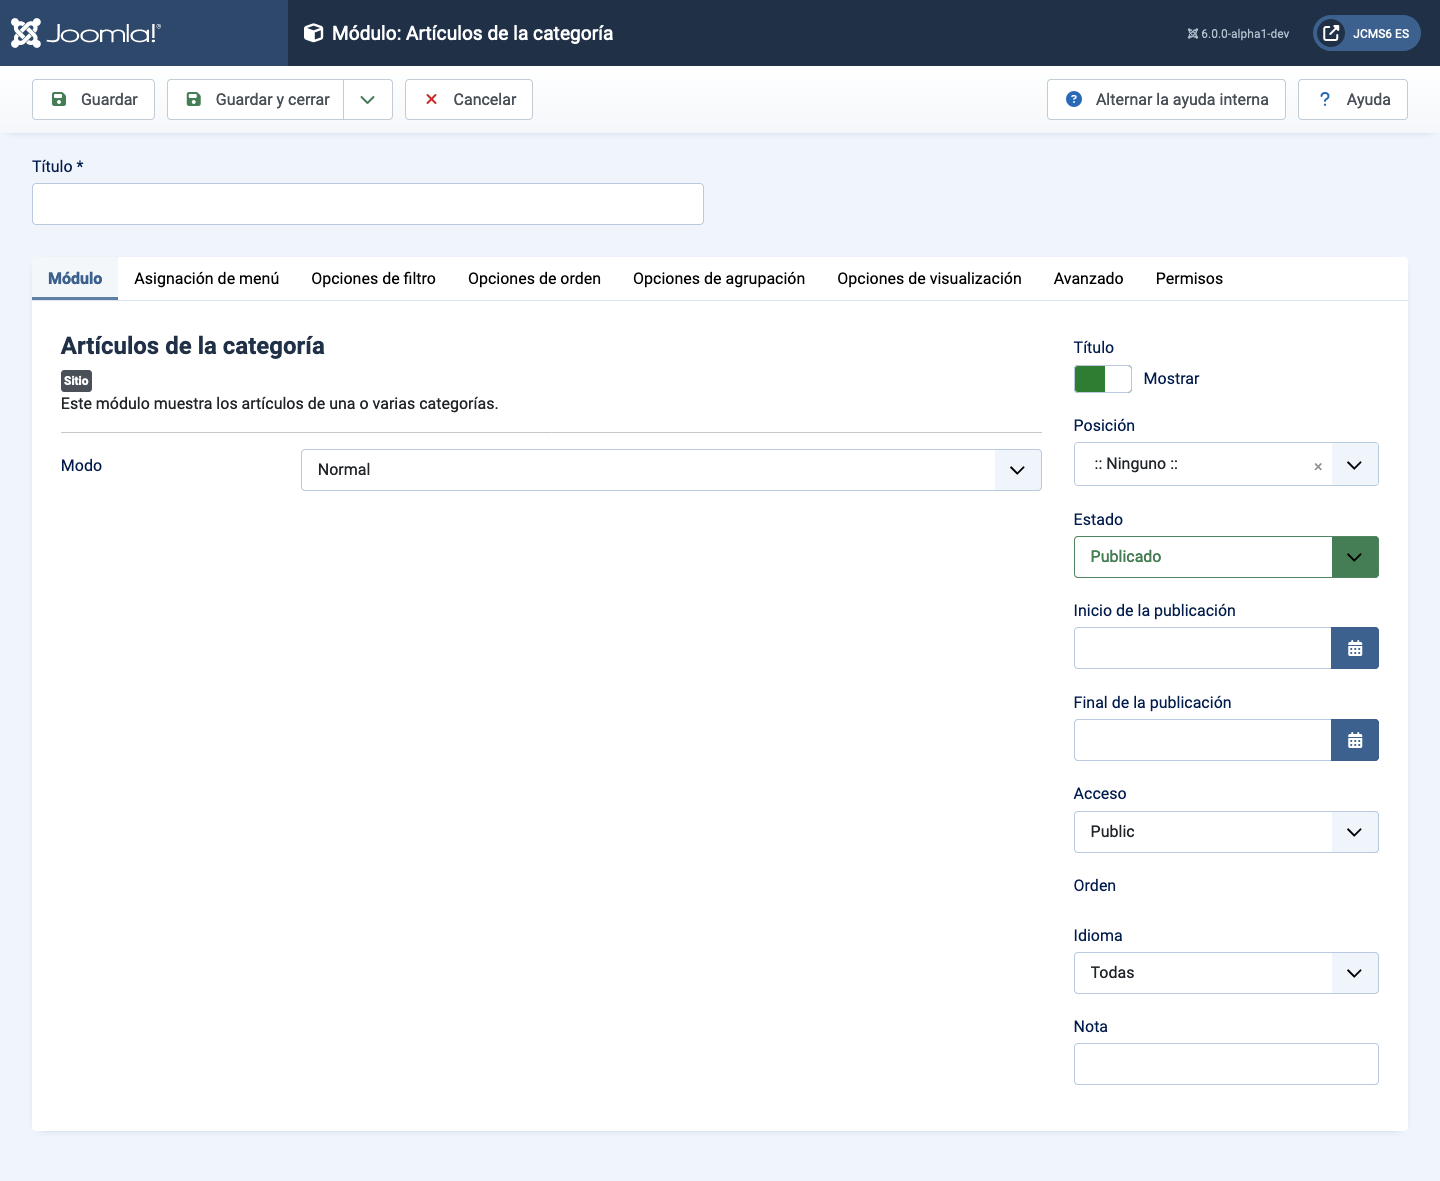 Joomla!®
Módulo: Artículos de la categoría
6.0.0-alpha1-dev
JCMS6 ES
Guardar
Guardar y cerrar
Cancelar
Alternar la ayuda interna
? Ayuda
Título *
Módulo
Asignación de menú
Opciones de filtro
Opciones de orden
Opciones de agrupación
Opciones de visualización
Avanzado
Permisos
Artículos de la categoría
Sitio
Este módulo muestra los artículos de una o varias categorías.
Modo
Normal
Título
Mostrar
Posición
:: Ninguno ::
×
Estado
Publicado
Inicio de la publicación
Final de la publicación
Acceso
Public
Orden
Idioma
Todas
Nota